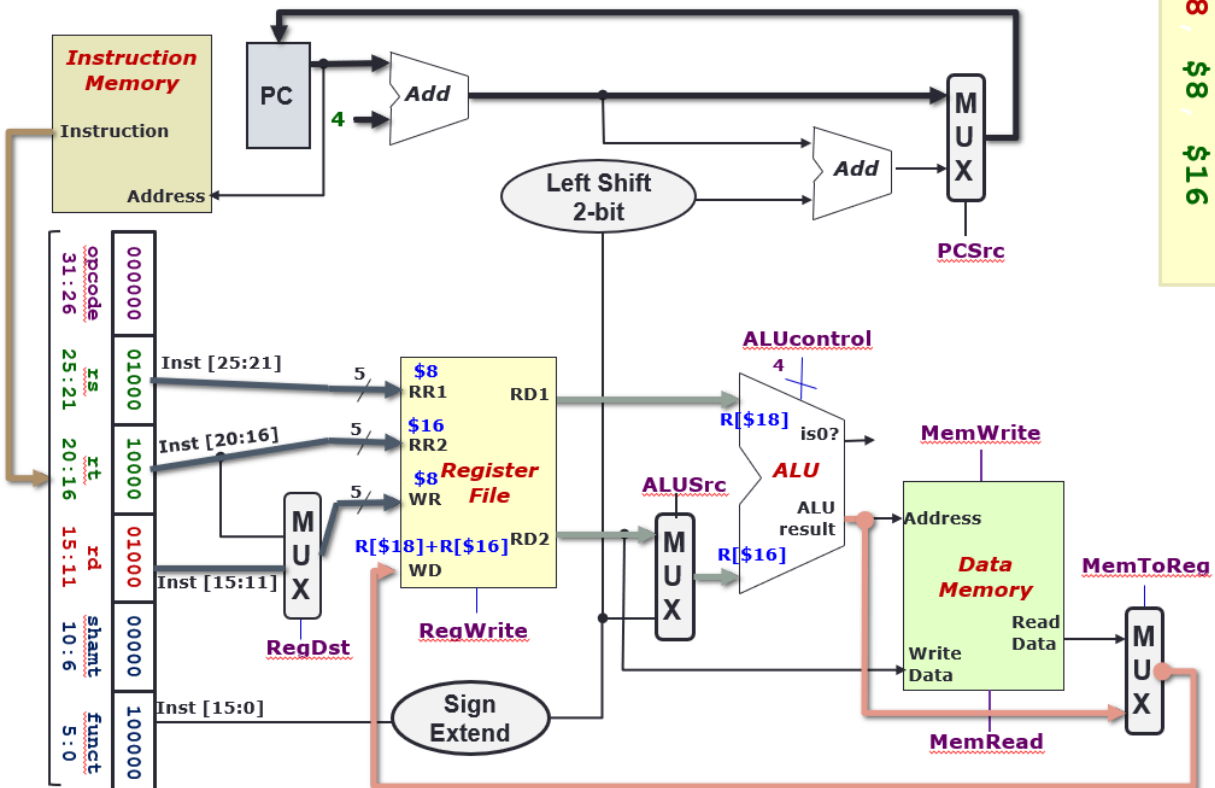 Instruction
Memory
Instruction
Address
PC
4
Add
Left Shift
2-bit
Add
M
U
X
PCSrc
$8, $16
opcode
31:26
000000
rs
25:21
01000
rt
20:16
10000
rd
15:11
01000
shamt
10:6
00000
funct
5:0
100000
Inst [25:21]
5
Inst [20:16]
5
5
Inst [15:11]
Inst [15:0]
M
U
X
RegDst
$8
RR1
$16
RR2
$8
WR
R[$18]+R[$16]
WD
Register
File
RD1
RD2
RegWrite
Sign
Extend
ALUSrc
M
U
X
ALUcontrol
4
R[$18]
is0?
ALU
ALU
result
R[$16]
MemWrite
Address
Data
Memory
Read
Data
Write
Data
MemRead
MemToReg
M
U
X